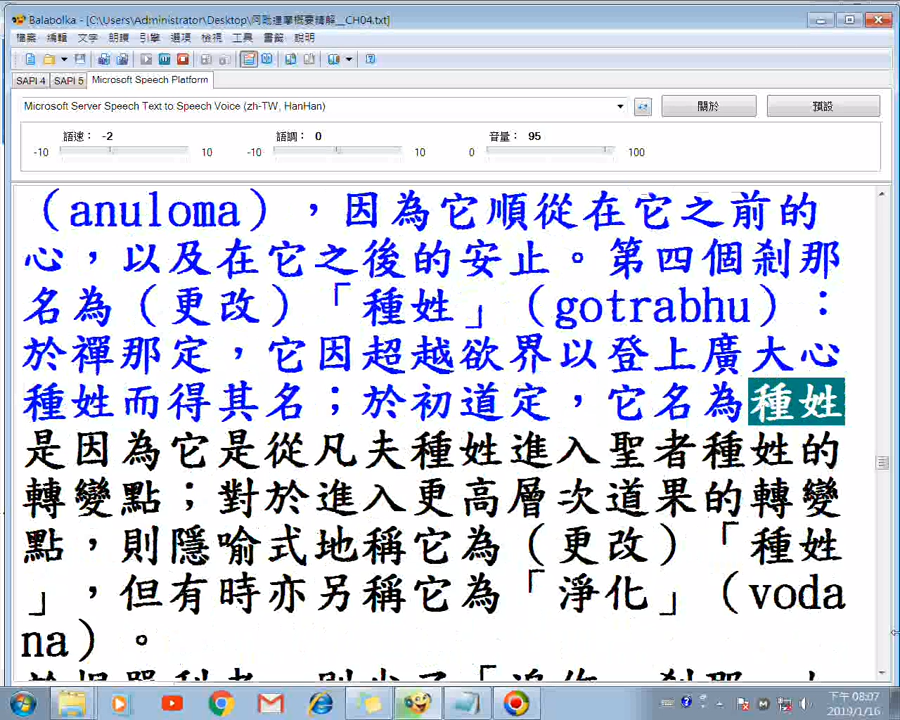 Balabolka - [C:\Users\Administrator\Desktop\阿毗達摩概要精解__CH04.txt]
檔案 編輯 文字 朗讀 引擎 選項 檢視 工具 書籤 說明
SAPI 4 SAPI 5 Microsoft Speech Platform
Microsoft Server Speech Text to Speech Voice (zh-TW, HanHan) 關於 預設
語速： -2 語調： 0 音量： 95
-10 10 -10 10 0 100
（anuloma），因為它順從在它之前的
心，以及在它之後的安止。第四個剎那
名為（更改）「種姓」（gotrabhu）：
於禪那定，它因超越欲界以登上廣大心
種姓而得其名；於初道定，它名為種姓
是因為它是從凡夫種姓進入聖者種姓的
轉變點；對於進入更高層次道果的轉變
點，則隱喻式地稱它為（更改）「種姓
」，但有時亦另稱它為「淨化」（voda
na）。
下午 08:07
2019/1/16